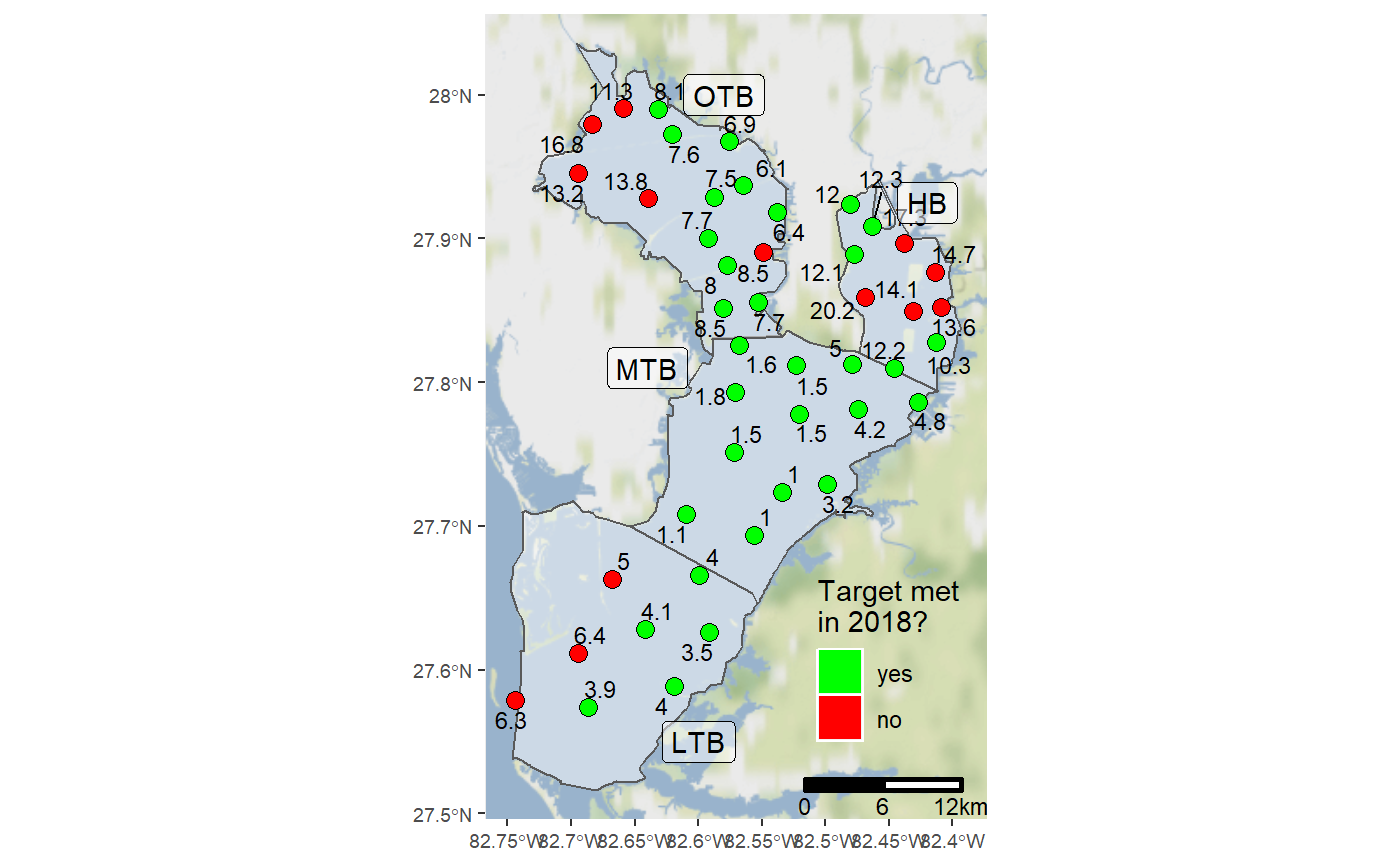 28°N
27.9°N
27.8°N
27.7°N
27.6°N
27.5°N
11.3
8.1
OTB
6.9
16.8
7.6
6.1
13.2
13.8
7.5
12.3
12
HB
7.7
6.4
17.3
8.5
14.7
8
12.1
14.1
20.2
8.5
7.7
13.6
MTB
1.6
5
12.2
10.3
1.8
1.5
4.8
1.5
1.5
4.2
1
3.2
1.1
1
5
4
4.1
6.4
3.5
3.9
4
6.3
LTB
Target met
in 2018?
yes
no
0 6 12km
82.75°W 82.7°W 82.65°W 82.6°W 82.55°W 82.5°W 82.45°W 82.4°W